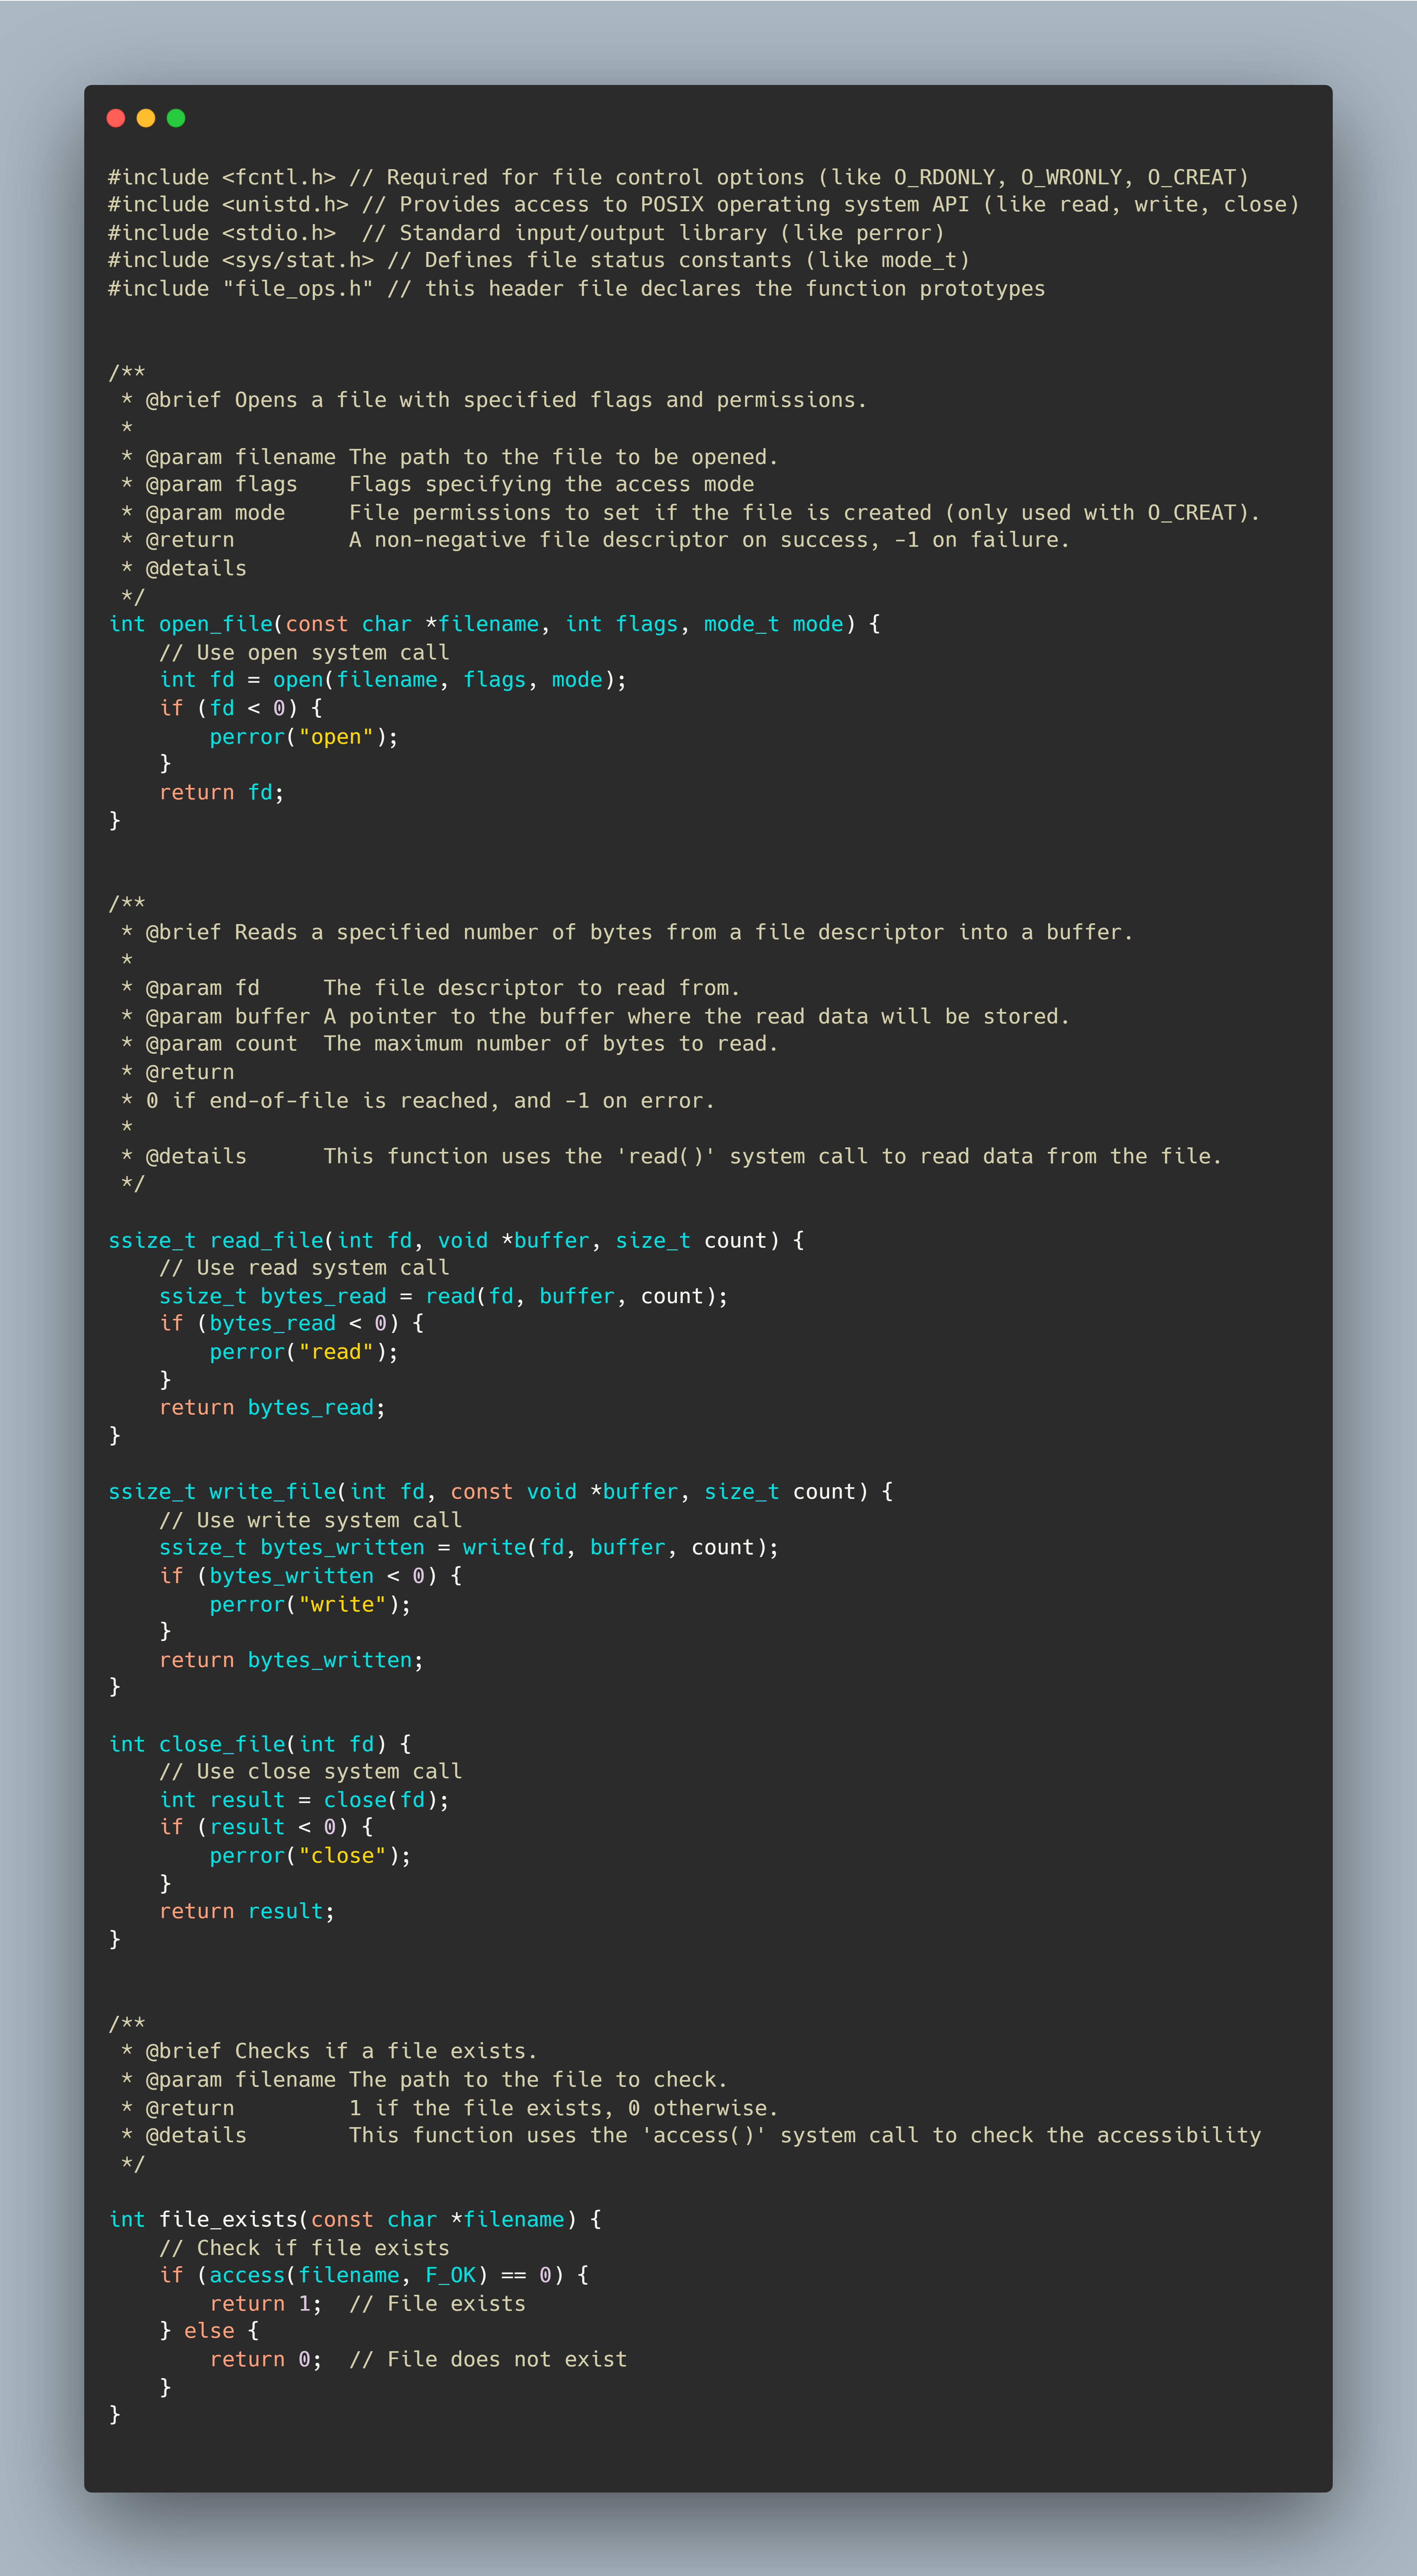 #include <fcntl.h> // Required for file control options (like O_RDONLY, O_WRONLY, O_CREAT)
#include <unistd.h> // Provides access to POSIX operating system API (like read, write, close)
#include <stdio.h>  // Standard input/output library (like perror)
#include <sys/stat.h> // Defines file status constants (like mode_t)
#include "file_ops.h" // this header file declares the function prototypes

/**
 * @brief Opens a file with specified flags and permissions.
 *
 * @param filename The path to the file to be opened.
 * @param flags    Flags specifying the access mode
 * @param mode     File permissions to set if the file is created (only used with O_CREAT).
 * @return         A non-negative file descriptor on success, -1 on failure.
 * @details
 */
int open_file(const char *filename, int flags, mode_t mode) {
    // Use open system call
    int fd = open(filename, flags, mode);
    if (fd < 0) {
        perror("open");
    }
    return fd;
}

/**
 * @brief Reads a specified number of bytes from a file descriptor into a buffer.
 *
 * @param fd     The file descriptor to read from.
 * @param buffer A pointer to the buffer where the read data will be stored.
 * @param count  The maximum number of bytes to read.
 * @return
 * 0 if end-of-file is reached, and -1 on error.
 *
 * @details      This function uses the 'read()' system call to read data from the file.
 */

ssize_t read_file(int fd, void *buffer, size_t count) {
    // Use read system call
    ssize_t bytes_read = read(fd, buffer, count);
    if (bytes_read < 0) {
        perror("read");
    }
    return bytes_read;
}

ssize_t write_file(int fd, const void *buffer, size_t count) {
    // Use write system call
    ssize_t bytes_written = write(fd, buffer, count);
    if (bytes_written < 0) {
        perror("write");
    }
    return bytes_written;
}

int close_file(int fd) {
    // Use close system call
    int result = close(fd);
    if (result < 0) {
        perror("close");
    }
    return result;
}

/**
 * @brief Checks if a file exists.
 * @param filename The path to the file to check.
 * @return         1 if the file exists, 0 otherwise.
 * @details        This function uses the 'access()' system call to check the accessibility
 */

int file_exists(const char *filename) {
    // Check if file exists
    if (access(filename, F_OK) == 0) {
        return 1;  // File exists
    } else {
        return 0;  // File does not exist
    }
}